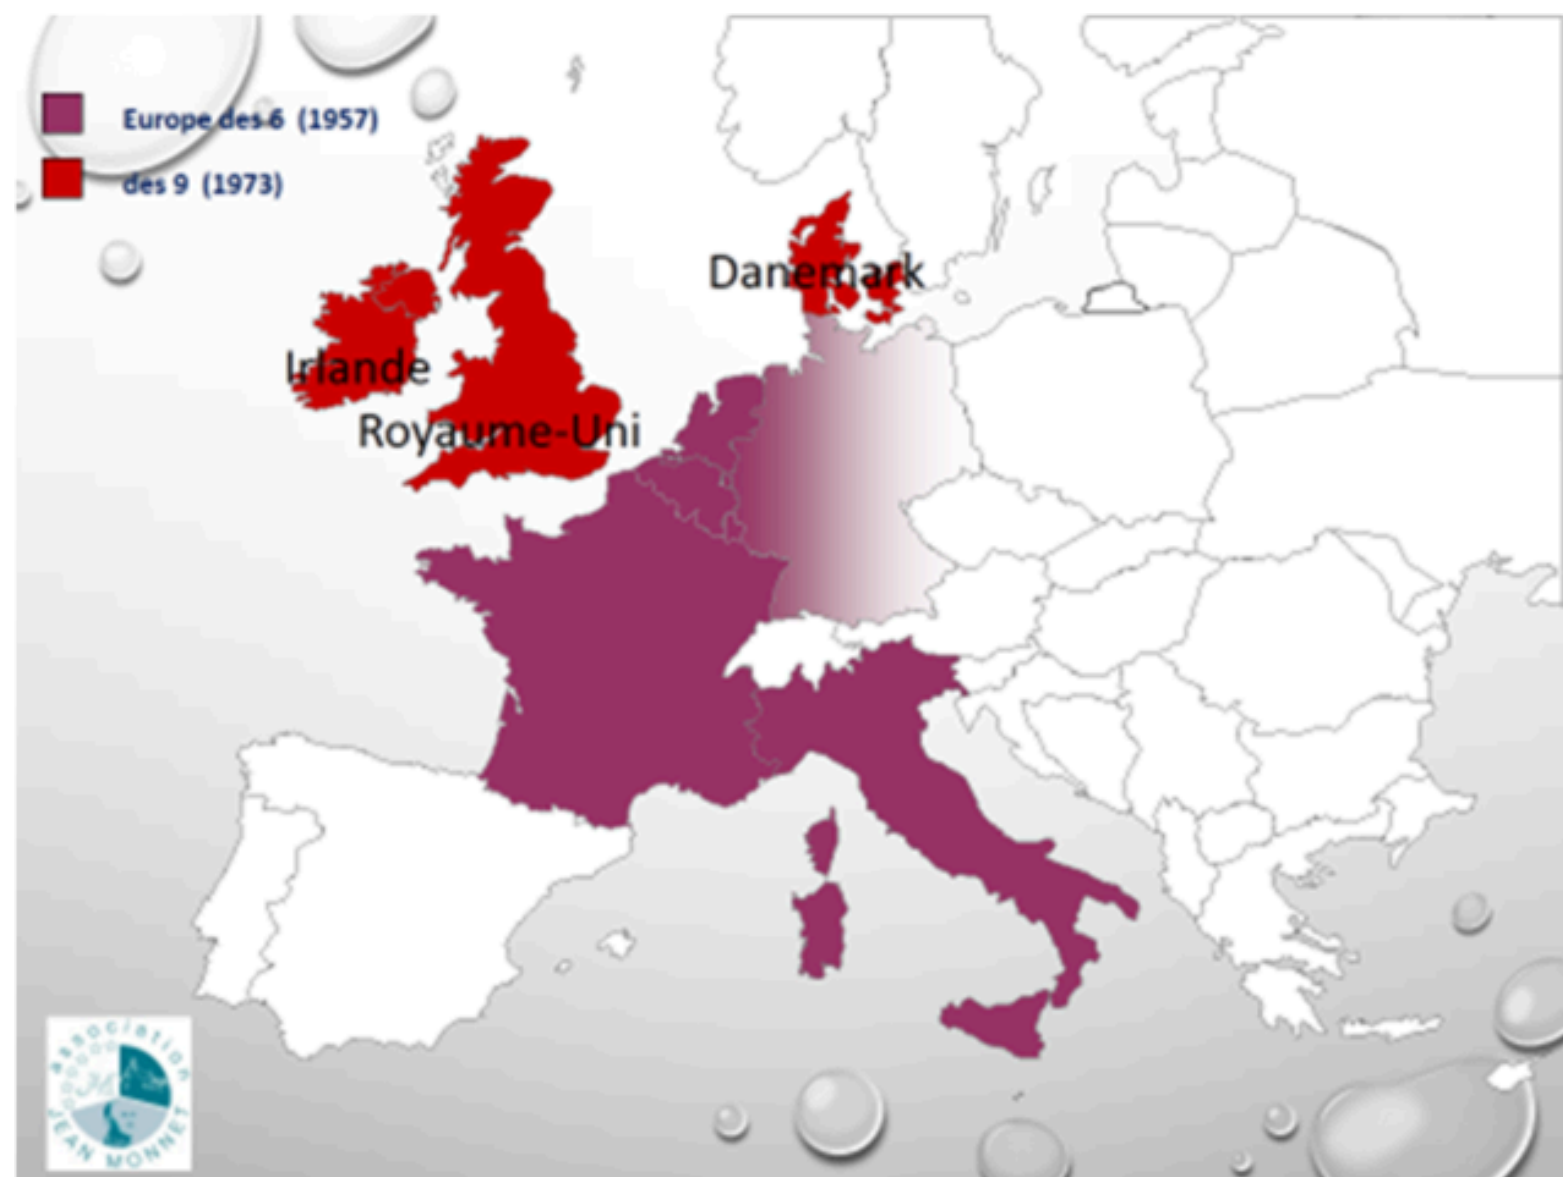 Europe des 6 (1957)
des 9 (1973)
Danemark
Irlande
Royaume-Uni
association
JEAN MONNET